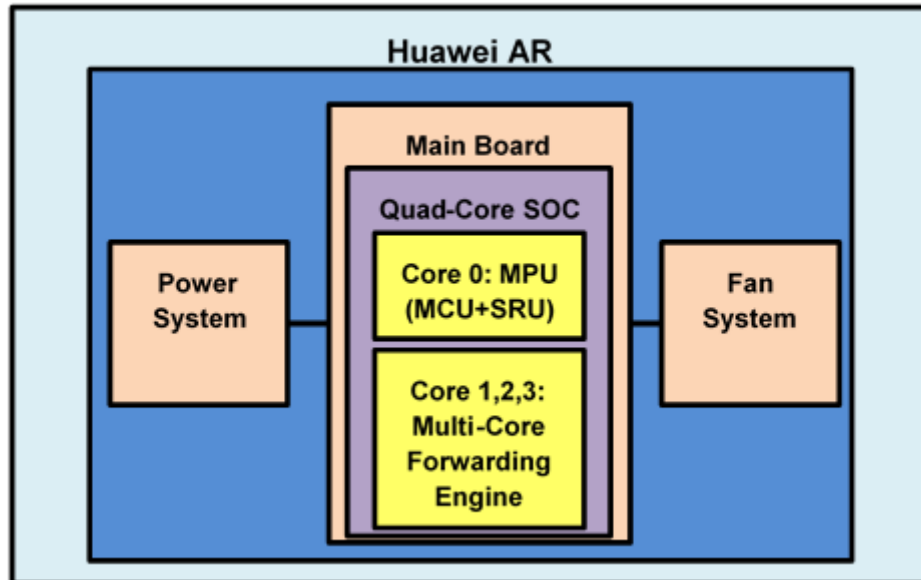 Huawei AR
Main Board
Quad-Core SOC
Core 0: MPU
(MCU+SRU)
Power
System
Fan
System
Core 1,2,3:
Multi-Core
Forwarding
Engine